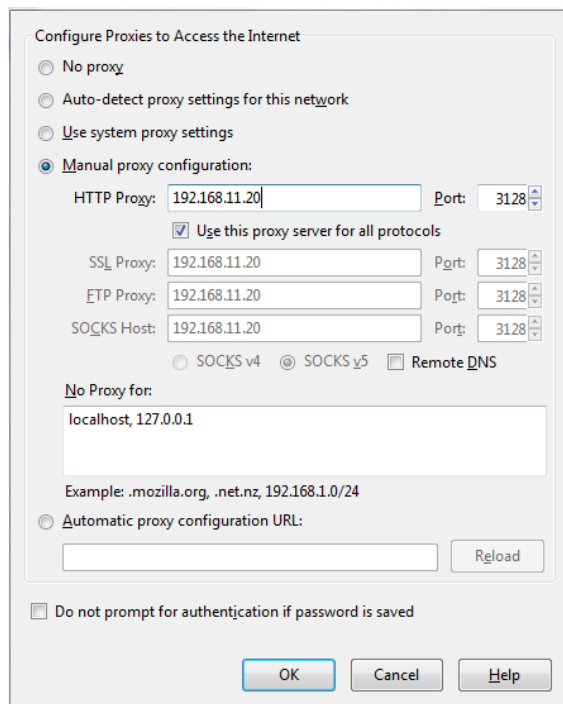 Configure Proxies to Access the Internet
No proxy
Auto-detect proxy settings for this network
Use system proxy settings
Manual proxy configuration:
HTTP Proxy: 192.168.11.20 Port: 3128
Use this proxy server for all protocols
SSL Proxy: 192.168.11.20 Port: 3128
FTP Proxy: 192.168.11.20 Port: 3128
SOCKS Host: 192.168.11.20 Port: 3128
SOCKS v4 SOCKS v5 Remote DNS
No Proxy for:
localhost, 127.0.0.1
Example: .mozilla.org, .net.nz, 192.168.1.0/24
Automatic proxy configuration URL:
Reload
Do not prompt for authentication if password is saved
OK Cancel Help